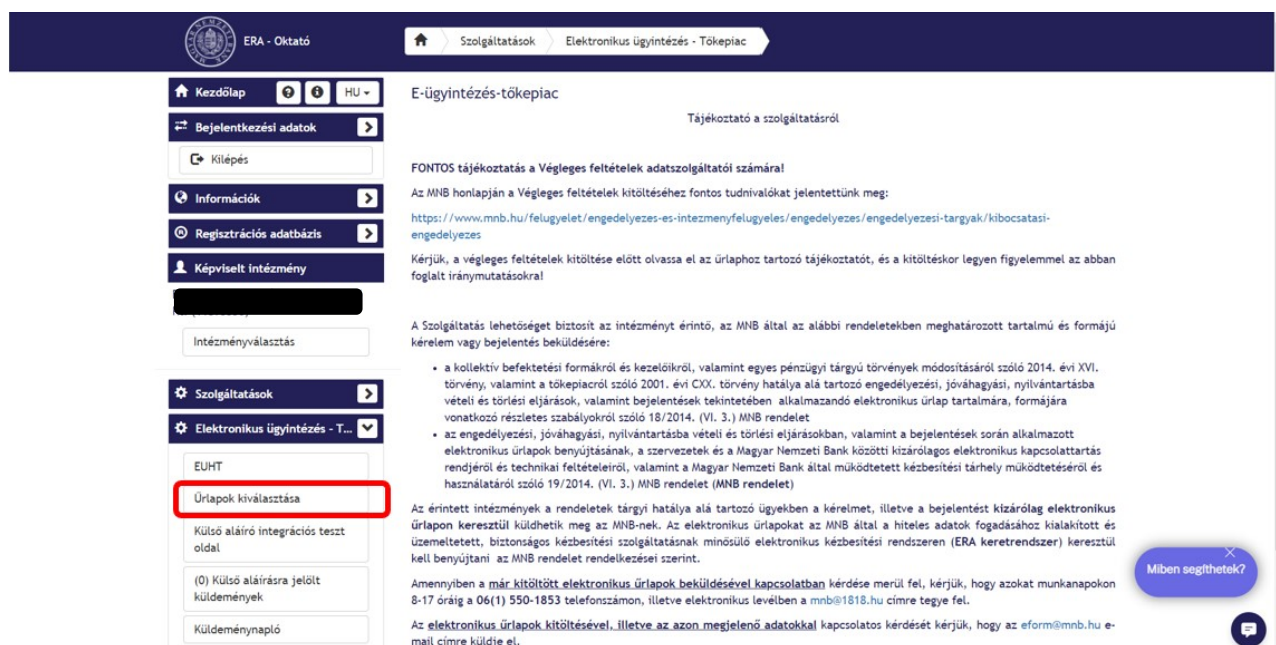 MAGYAR NEMZETI BANK
ERA - Oktató
Szolgáltatások
Elektronikus ügyintézés - Tőkepiac
Kezdőlap
HU
Bejelentkezési adatok
Kilépés
Információk
Regisztrációs adatbázis
Képviselt intézmény
Intézményválasztás
Szolgáltatások
Elektronikus ügyintézés - T...
EUHT
Űrlapok kiválasztása
Külső aláíró integrációs teszt
oldal
(0) Külső aláírásra jelölt
küldemények
Küldeménynapló
E-ügyintézés-tőkepiac
Tájékoztató a szolgáltatásról
FONTOS tájékoztatás a Végleges feltételek adatszolgáltatói számára!
Az MNB honlapján a Végleges feltételek kitöltéséhez fontos tudnivalókat jelentettünk meg:
https://www.mnb.hu/felugyelet/engedelyezes-es-intezmenyfelugyeles/engedelyezes/engedelyezesi-targyak/kibocsatasi-
engedelyezes
Kérjük, a végleges feltételek kitöltése előtt olvassa el az űrlaphoz tartozó tájékoztatót, és a kitöltéskor legyen figyelemmel az abban
foglalt iránymutatásokra!
A Szolgáltatás lehetőséget biztosít az intézményt érintő, az MNB által az alábbi rendeletekben meghatározott tartalmú és formájú
kérelem vagy bejelentés beküldésére:
• a kollektív befektetési formákról és kezelőikről, valamint egyes pénzügyi tárgyú törvények módosításáról szóló 2014. évi XVI.
törvény, valamint a tőkepiacról szóló 2001. évi CXX. törvény hatálya alá tartozó engedélyezési, jóváhagyási, nyilvántartásba
vételi és törlési eljárások, valamint bejelentések tekintetében alkalmazandó elektronikus űrlap tartalmára, formájára
vonatkozó részletes szabályokról szóló 18/2014. (VI. 3.) MNB rendelet
• az engedélyezési, jóváhagyási, nyilvántartásba vételi és törlési eljárásokban, valamint a bejelentések során alkalmazott
elektronikus űrlapok benyújtásának, a szervezetek és a Magyar Nemzeti Bank közötti kizárólagos elektronikus kapcsolattartás
rendjéről és technikai feltételeiről, valamint a Magyar Nemzeti Bank által működtetett kézbesítési tárhely működtetéséről és
használatáról szóló 19/2014. (VI. 3.) MNB rendelet (MNB rendelet)
Az érintett intézmények a rendeletek tárgyi hatálya alá tartozó ügyekben a kérelmet, illetve a bejelentést kizárólag elektronikus
űrlapon keresztül küldhetik meg az MNB-nek. Az elektronikus űrlapokat az MNB által a hiteles adatok fogadásához kialakított és
üzemeltetett, biztonságos kézbesítési szolgáltatásnak minősülő elektronikus kézbesítési rendszeren (ERA keretrendszer) keresztül
kell benyújtani az MNB rendelet rendelkezései szerint.
Amennyiben a már kitöltött elektronikus űrlapok beküldésével kapcsolatban kérdése merül fel, kérjük, hogy azokat munkanapokon
8-17 óráig a 06(1) 550-1853 telefonszámon, illetve elektronikus levélben a mnb@1818.hu címre tegye fel.
Az elektronikus űrlapok kitöltésével, illetve az azon megjelenő adatokkal kapcsolatos kérdését kérjük, hogy az eform@mnb.hu e-
mail címre küldje el.
Miben segíthetek?